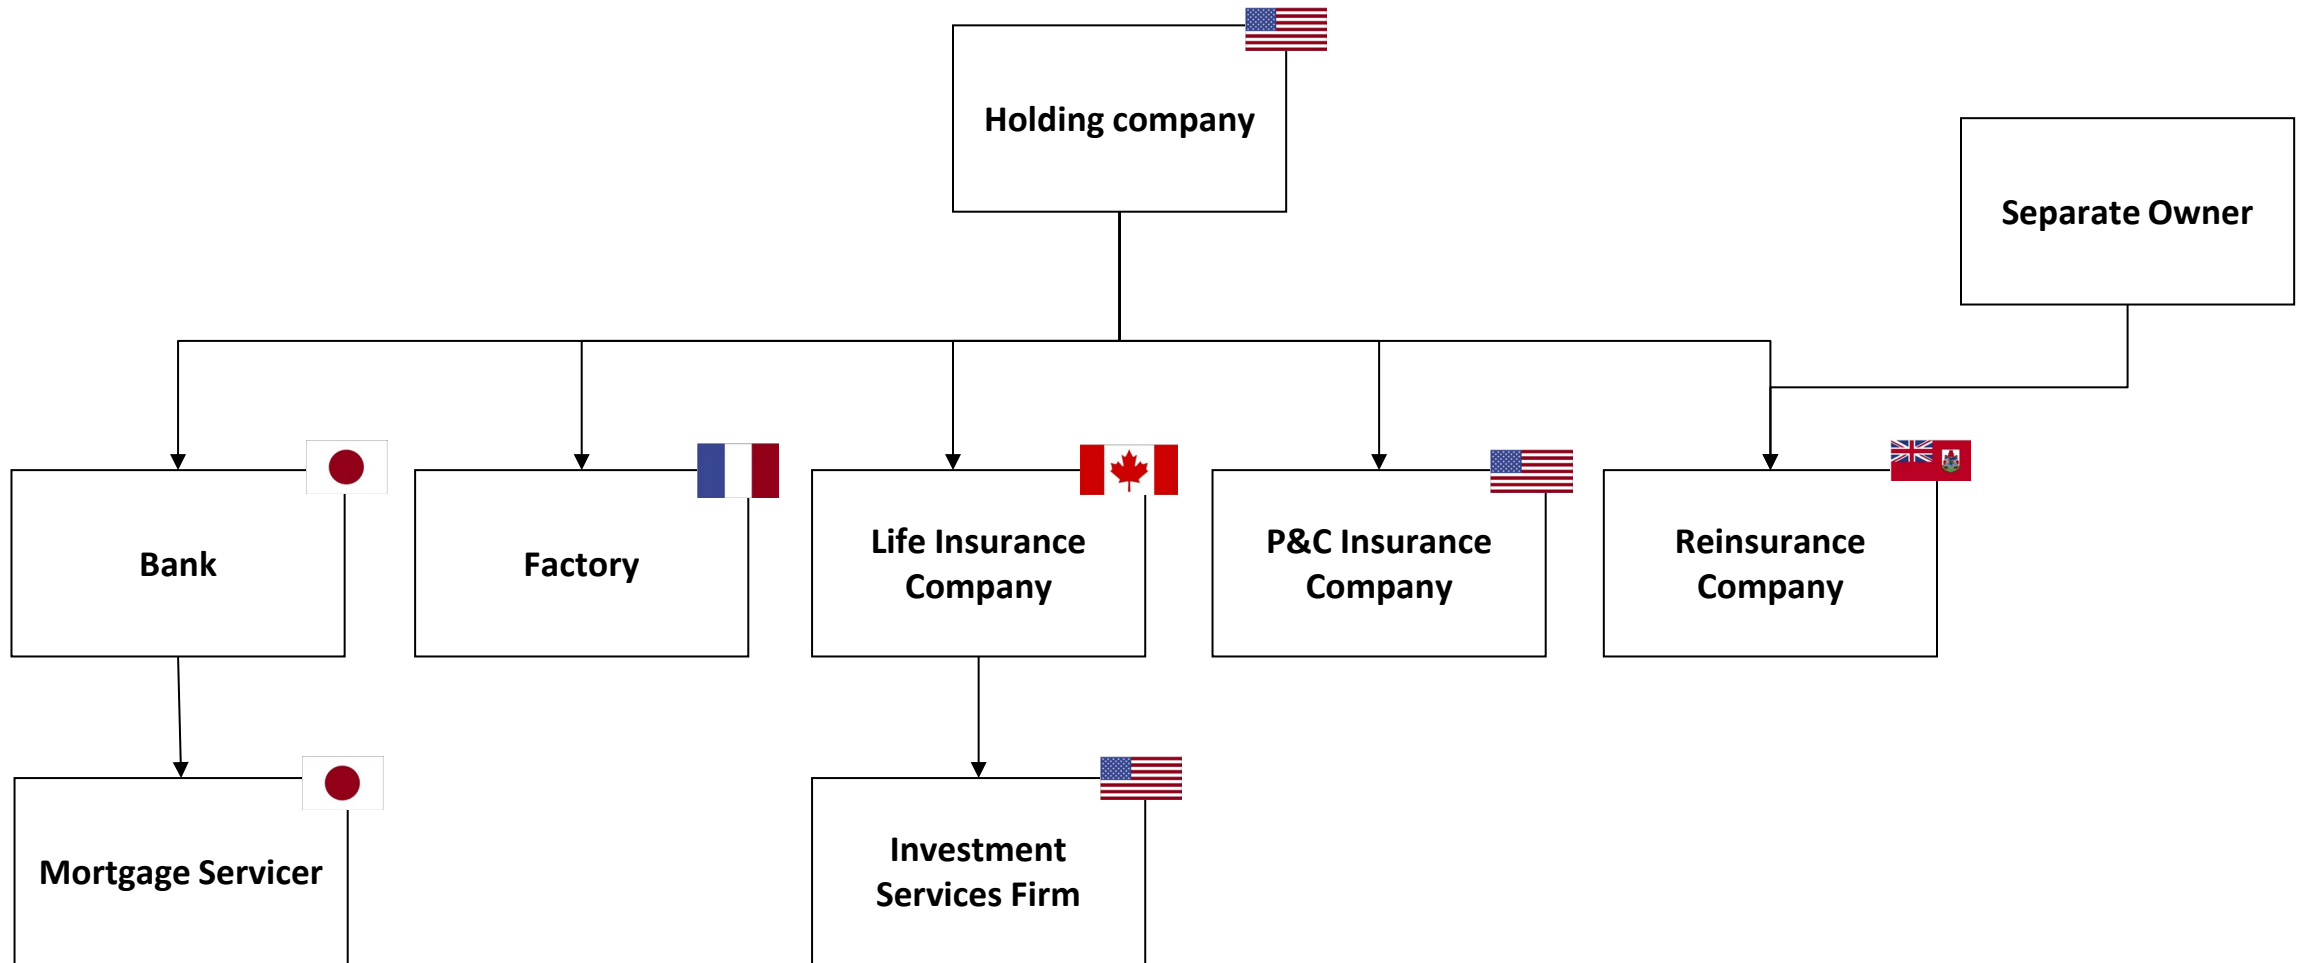 Holding company
Separate Owner
Bank
Factory
Life Insurance
Company
P&C Insurance
Company
Reinsurance
Company
Mortgage Servicer
Investment
Services Firm